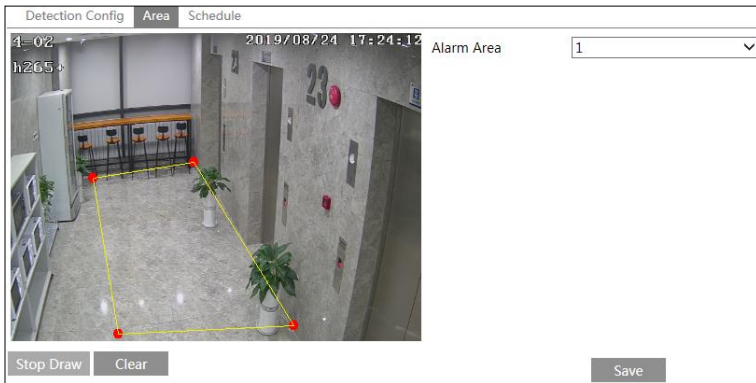 Detection Config Area Schedule
4-02 2019/08/24 17:24:12
h265+
23
23
Alarm Area 1
Stop Draw Clear
Save